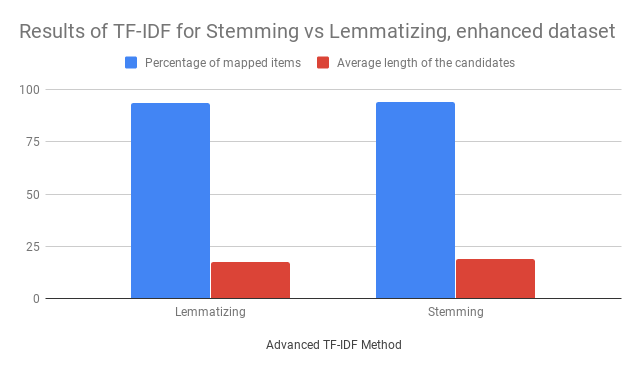 Results of TF-IDF for Stemming vs Lemmatizing, enhanced dataset
Percentage of mapped items Average length of the candidates
100
75
50
25
0
Lemmatizing Stemming
Advanced TF-IDF Method